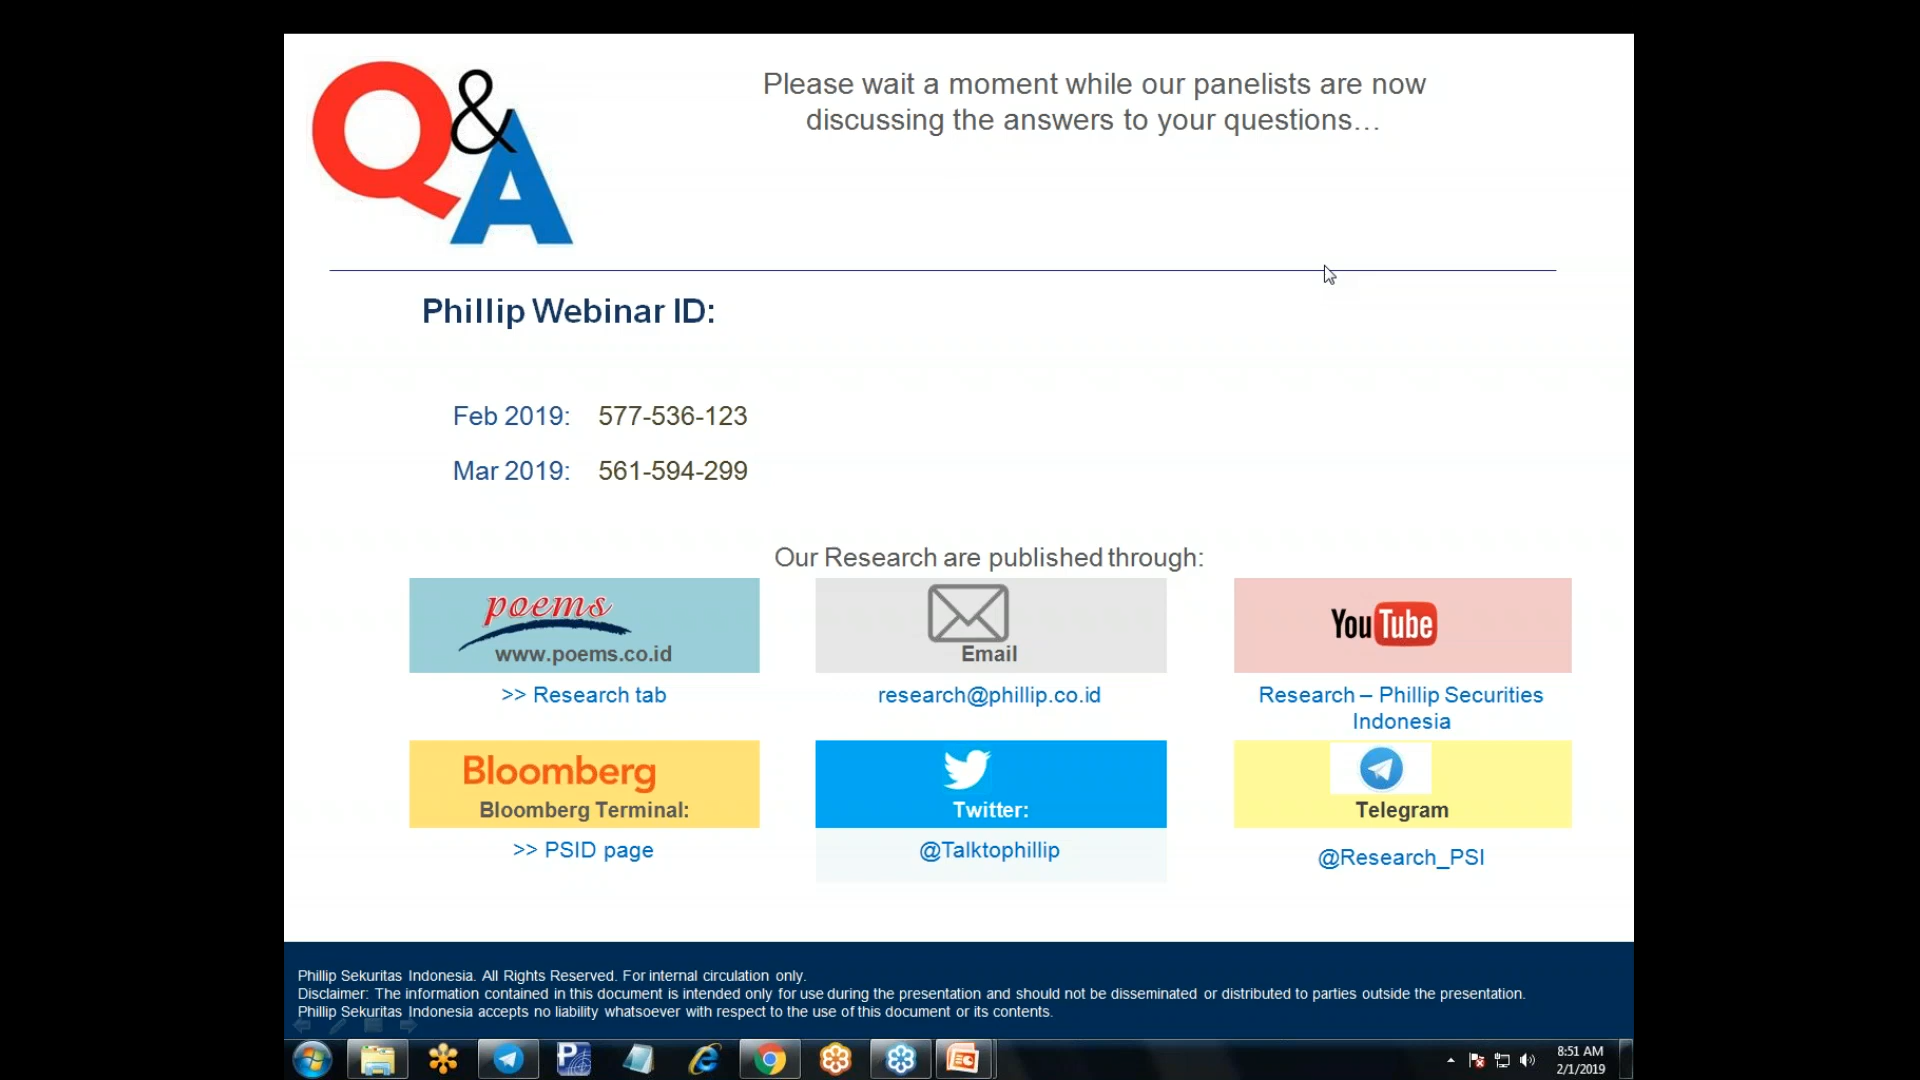 Q&A
Please wait a moment while our panelists are now
discussing the answers to your questions...
Phillip Webinar ID:
Feb 2019: 577-536-123
Mar 2019: 561-594-299
Our Research are published through:
poems
www.poems.co.id
>> Research tab
Email
research@phillip.co.id
YouTube
Research – Phillip Securities
Indonesia
Bloomberg
Bloomberg Terminal:
>> PSID page
Twitter:
@Talktophillip
Telegram
@Research_PSI
Phillip Sekuritas Indonesia. All Rights Reserved. For internal circulation only.
Disclaimer: The information contained in this document is intended only for use during the presentation and should not be disseminated or distributed to parties outside the presentation.
Phillip Sekuritas Indonesia accepts no liability whatsoever with respect to the use of this document or its contents.
8:51 AM
2/1/2019